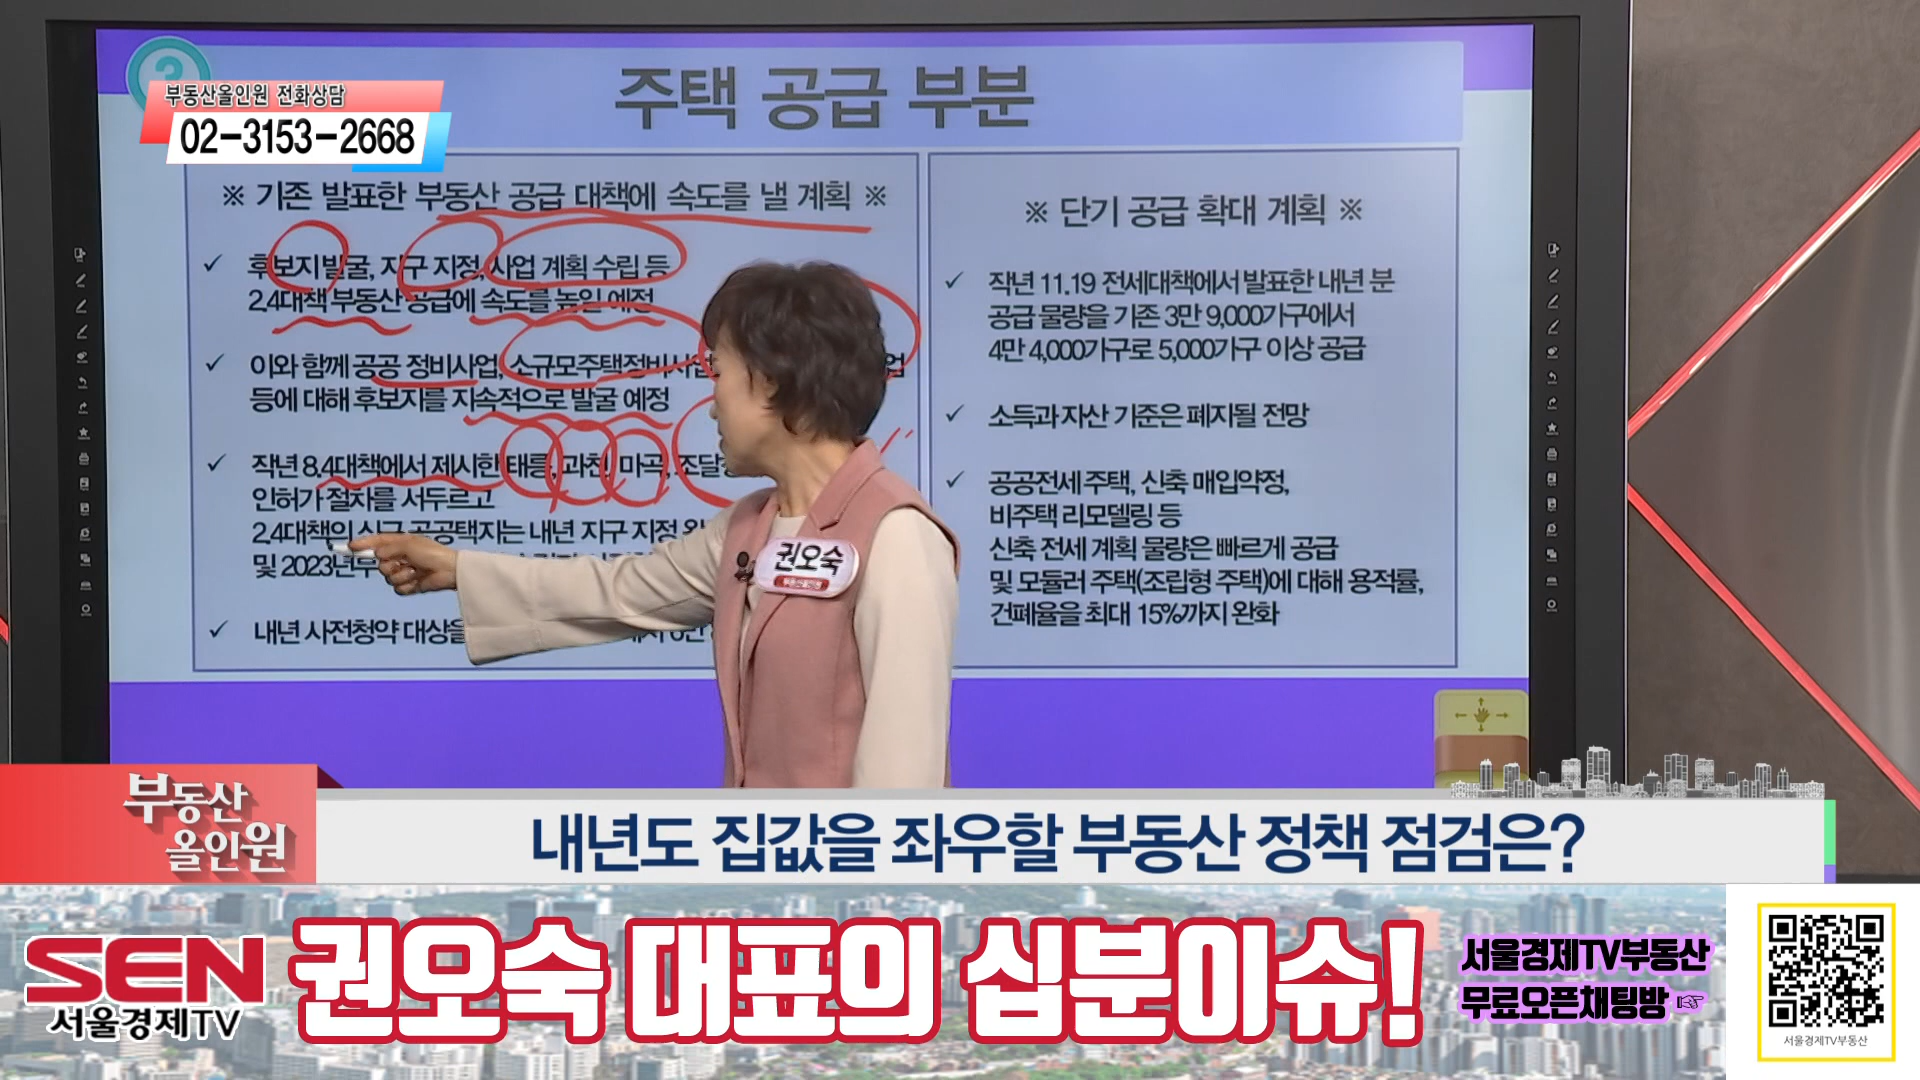 3
주택 공급 부분
부동산올인원 전화상담
02-3153-2668
※ 기존 발표한 부동산 공급 대책에 속도를 낼 계획 ※
✓ 후보지 발굴, 지구 지정, 사업 계획 수립 등
2.4대책 부동산 공급에 속도를 높일 예정
✓ 이와 함께 공공 정비사업, 소규모주택정비사업 업
등에 대해 후보지를 지속적으로 발굴 예정
✓ 작년 8.4대책에서 제시한 태릉, 과천, 마곡, 조달청
인허가 절차를 서두르고
2.4대책의 신규 공공택지는 내년 지구 지정
및 2023년부
✓ 내년 사전청약 대상을
※ 단기 공급 확대 계획 ※
✓ 작년 11.19 전세대책에서 발표한 내년 분
공급 물량을 기존 3만 9,000가구에서
4만 4,000가구로 5,000가구 이상 공급
✓ 소득과 자산 기준은 폐지될 전망
✓ 공공전세 주택, 신축 매입약정,
비주택 리모델링 등
신축 전세 계획 물량은 빠르게 공급
및 모듈러 주택(조립형 주택)에 대해 용적률,
건폐율을 최대 15%까지 완화
권오숙
부동산올인원
부동산
올인원
내년도 집값을 좌우할 부동산 정책 점검은?
SEN
서울경제TV
권오숙 대표의 십분이슈!
서울경제TV부동산
무료오픈채팅방 ☞
서울경제TV부동산